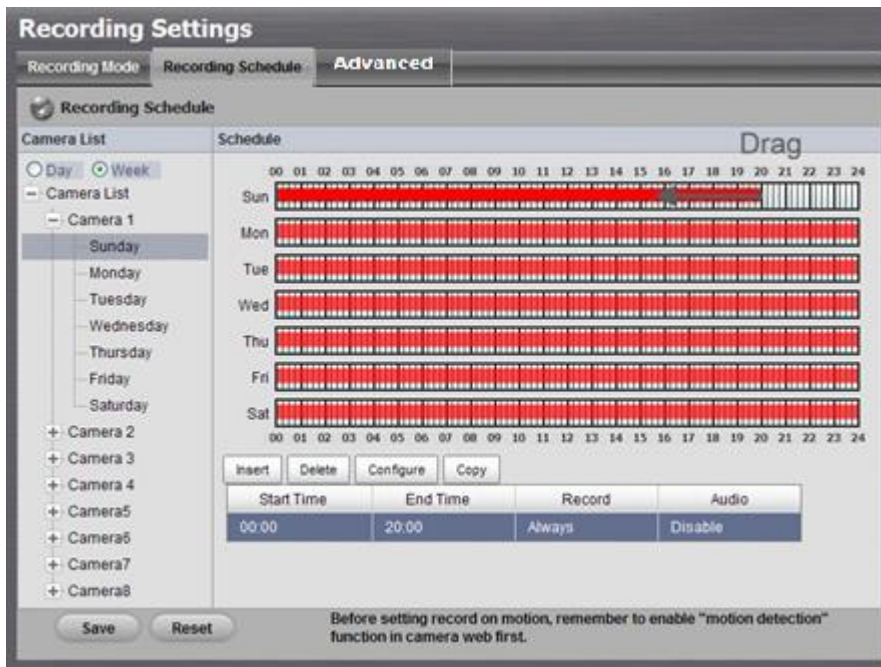 Recording Settings
Recording Mode Recording Schedule Advanced
Recording Schedule
Camera List Schedule
Drag
Day Week
Camera List
Camera 1
Sunday
Monday
Tuesday
Wednesday
Thursday
Friday
Saturday
Camera 2
Camera 3
Camera 4
Camera5
Camera6
Camera7
Camera8
00 01 02 03 04 05 06 07 08 09 10 11 12 13 14 15 16 17 18 19 20 21 22 23 24
Sun
Mon
Tue
Wed
Thu
Fri
Sat
00 01 02 03 04 05 06 07 08 09 10 11 12 13 14 15 16 17 18 19 20 21 22 23 24
Insert Delete Configure Copy
Start Time End Time Record Audio
00:00 20:00 Always Disable
Save Reset
Before setting record on motion, remember to enable "motion detection"
function in camera web first.